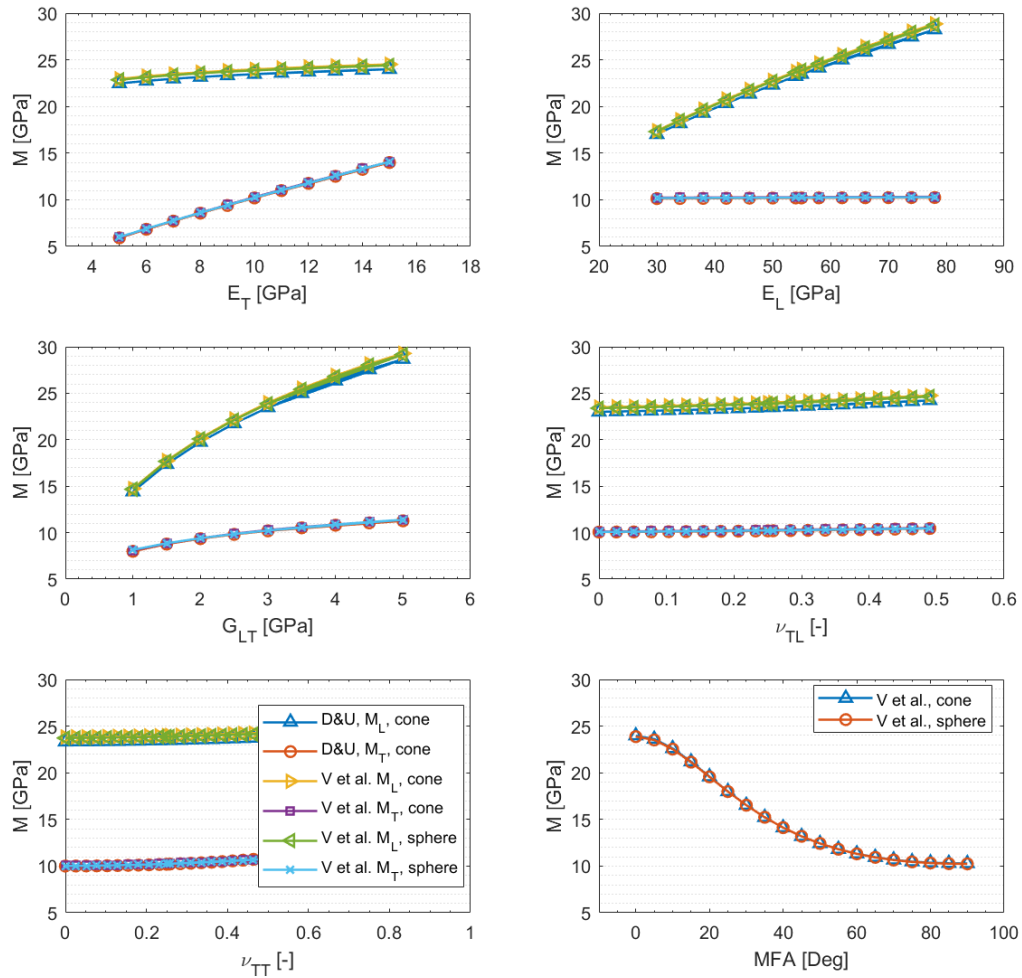 30
25
20
15
10
5
M [GPa]
4 6 8 10 12 14 16 18
E_T [GPa]
30
25
20
15
10
5
M [GPa]
20 30 40 50 60 70 80 90
E_L [GPa]
30
25
20
15
10
5
M [GPa]
0 1 2 3 4 5 6
G_LT [GPa]
30
25
20
15
10
5
M [GPa]
0 0.1 0.2 0.3 0.4 0.5 0.6
ν_TL [-]
30
25
20
15
10
5
M [GPa]
0 0.2 0.4 0.6 0.8 1
ν_TT [-]
D&U, M_L, cone
D&U, M_T, cone
V et al. M_L, cone
V et al. M_T, cone
V et al. M_L, sphere
V et al. M_T, sphere
30
25
20
15
10
5
M [GPa]
0 20 40 60 80 100
MFA [Deg]
V et al., cone
V et al., sphere